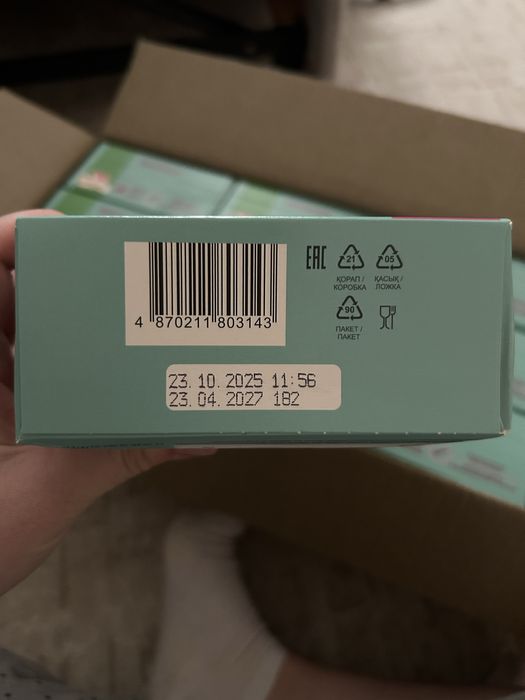 4 870211 803143
EAC
21
ҚОРАП /
КОРОБКА
05
ҚАСЫҚ /
ЛОЖКА
90
ПАКЕТ /
ПАКЕТ
23.10.2025 11:56
23.04.2027 182